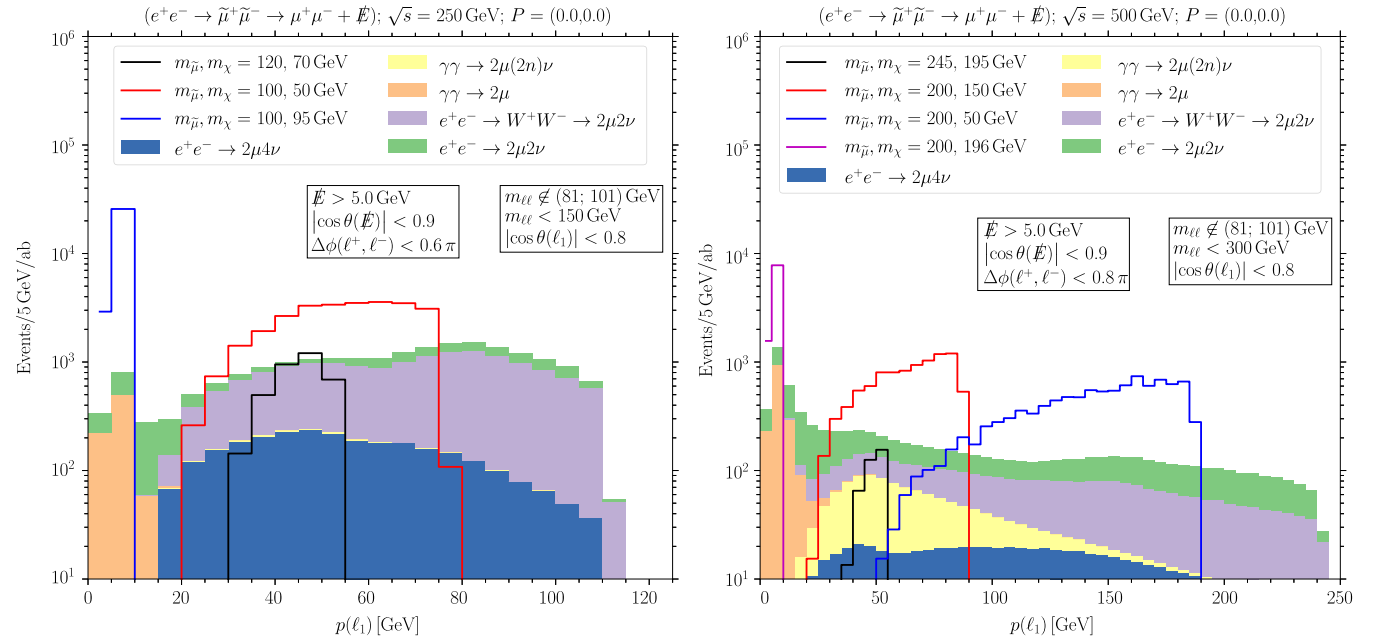 (e⁺e⁻ → μ̃⁺μ̃⁻ → μ⁺μ⁻ + E̸); √s = 250 GeV; P = (0.0,0.0)
10⁶
10⁵
10⁴
10³
10²
10¹
Events/5 GeV/ab
m_μ̃, m_χ = 120, 70 GeV
m_μ̃, m_χ = 100, 50 GeV
m_μ̃, m_χ = 100, 95 GeV
e⁺e⁻ → 2μ4ν
γγ → 2μ(2n)ν
γγ → 2μ
e⁺e⁻ → W⁺W⁻ → 2μ2ν
e⁺e⁻ → 2μ2ν
E̸ > 5.0 GeV
|cos θ(E̸)| < 0.9
Δϕ(ℓ⁺, ℓ⁻) < 0.6 π
m_ℓℓ ∉ (81; 101) GeV
m_ℓℓ < 150 GeV
|cos θ(ℓ₁)| < 0.8
0 20 40 60 80 100 120
p(ℓ₁) [GeV]
(e⁺e⁻ → μ̃⁺μ̃⁻ → μ⁺μ⁻ + E̸); √s = 500 GeV; P = (0.0,0.0)
10⁶
10⁵
10⁴
10³
10²
10¹
Events/5 GeV/ab
m_μ̃, m_χ = 245, 195 GeV
m_μ̃, m_χ = 200, 150 GeV
m_μ̃, m_χ = 200, 50 GeV
m_μ̃, m_χ = 200, 196 GeV
e⁺e⁻ → 2μ4ν
γγ → 2μ(2n)ν
γγ → 2μ
e⁺e⁻ → W⁺W⁻ → 2μ2ν
e⁺e⁻ → 2μ2ν
E̸ > 5.0 GeV
|cos θ(E̸)| < 0.9
Δϕ(ℓ⁺, ℓ⁻) < 0.8 π
m_ℓℓ ∉ (81; 101) GeV
m_ℓℓ < 300 GeV
|cos θ(ℓ₁)| < 0.8
0 50 100 150 200 250
p(ℓ₁) [GeV]